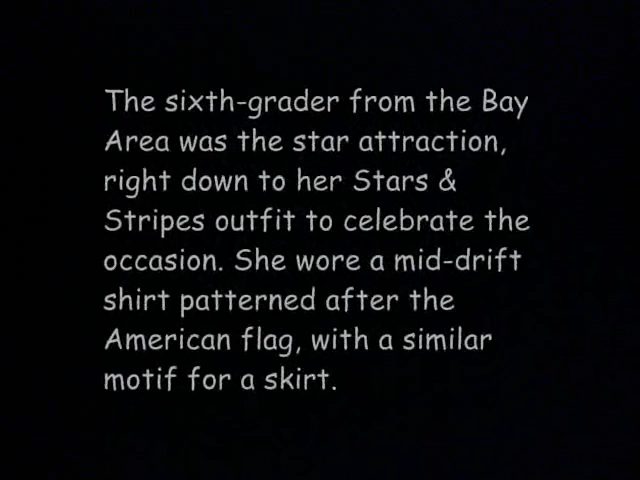 The sixth-grader from the Bay
Area was the star attraction,
right down to her Stars &
Stripes outfit to celebrate the
occasion. She wore a mid-drift
shirt patterned after the
American flag, with a similar
motif for a skirt.